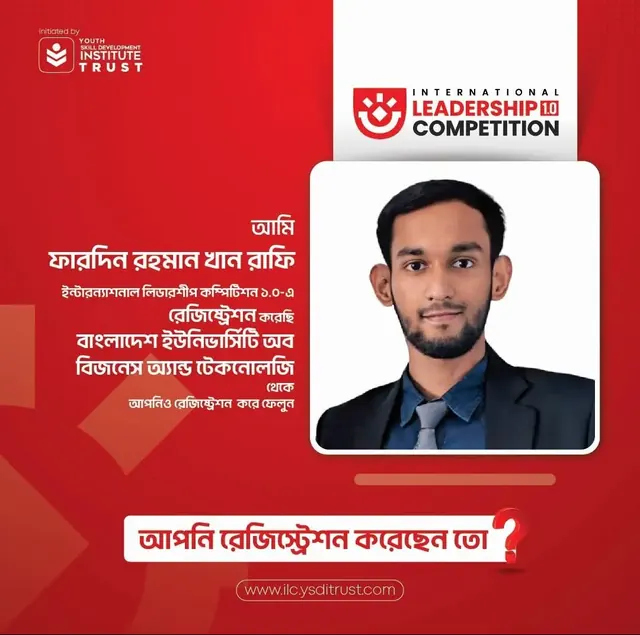 initiated by
YOUTH
SKILL DEVELOPMENT
INSTITUTE
TRUST
INTERNATIONAL
LEADERSHIP 1.0
COMPETITION
আমি
ফারদিন রহমান খান রাফি
ইন্টারন্যাশনাল লিডারশীপ কম্পিটিশন ১.০-এ
রেজিষ্ট্রেশন করেছি
বাংলাদেশ ইউনিভার্সিটি অব
বিজনেস অ্যান্ড টেকনোলজি
থেকে
আপনিও রেজিষ্ট্রেশন করে ফেলুন
আপনি রেজিস্ট্রেশন করেছেন তো?
www.ilc.ysditrust.com